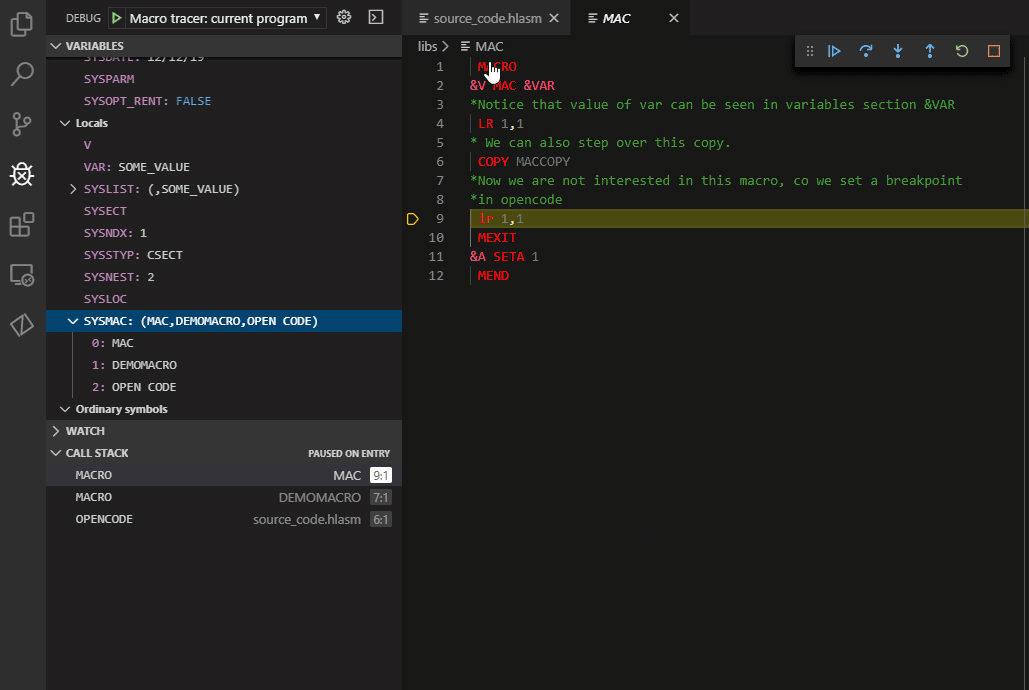 DEBUG Macro tracer: current program
VARIABLES
SYSDATE: 12/12/19
SYSPARM
SYSOPT_RENT: FALSE
Locals
V
VAR: SOME_VALUE
SYSLIST: (,SOME_VALUE)
SYSECT
SYSNDX: 1
SYSSTYP: CSECT
SYSNEST: 2
SYSLOC
SYSMAC: (MAC,DEMOMACRO,OPEN CODE)
0: MAC
1: DEMOMACRO
2: OPEN CODE
Ordinary symbols
WATCH
CALL STACK PAUSED ON ENTRY
MACRO MAC 9:1
MACRO DEMOMACRO 7:1
OPENCODE source_code.hlasm 6:1
source_code.hlasm MAC
libs > MAC
1 MACRO
2 &V MAC &VAR
3 *Notice that value of var can be seen in variables section &VAR
4 LR 1,1
5 * We can also step over this copy.
6 COPY MACCOPY
7 *Now we are not interested in this macro, co we set a breakpoint
8 *in opencode
9 lr 1,1
10 MEXIT
11 &A SETA 1
12 MEND